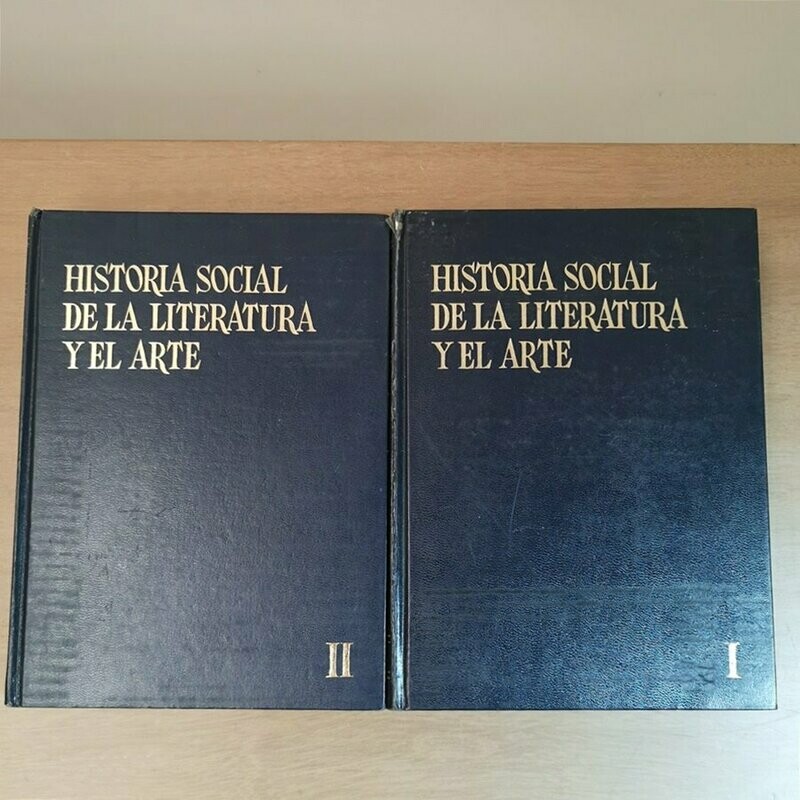 HISTORIA SOCIAL
DE LA LITERATURA
Y EL ARTE
II
HISTORIA SOCIAL
DE LA LITERATURA
Y EL ARTE
I